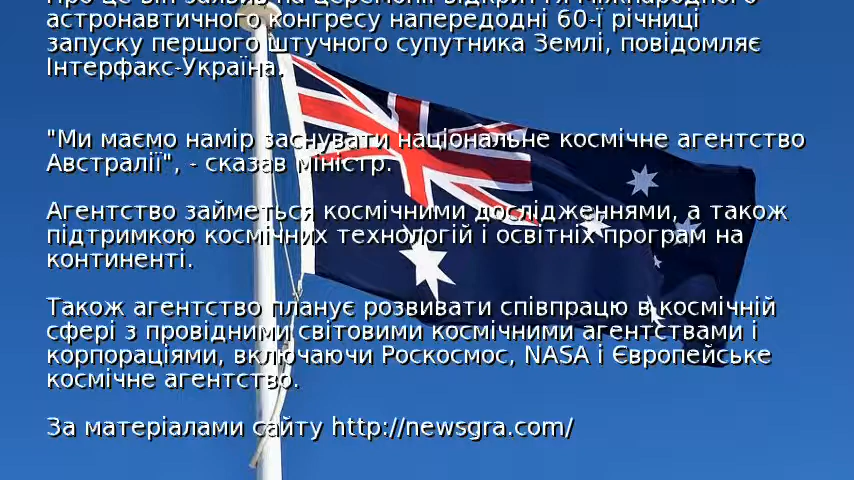 Про це він заявив на церемонії відкриття Міжнародного
астронавтичного конгресу напередодні 60-ї річниці
запуску першого штучного супутника Землі, повідомляє
Інтерфакс-Україна.
"Ми маємо намір заснувати національне космічне агентство
Австралії", - сказав міністр.
Агентство займеться космічними дослідженнями, а також
підтримкою космічних технологій і освітніх програм на
континенті.
Також агентство планує розвивати співпрацю в космічній
сфері з провідними світовими космічними агентствами і
корпораціями, включаючи Роскосмос, NASA і Європейське
космічне агентство.
За матеріалами сайту http://newsgra.com/